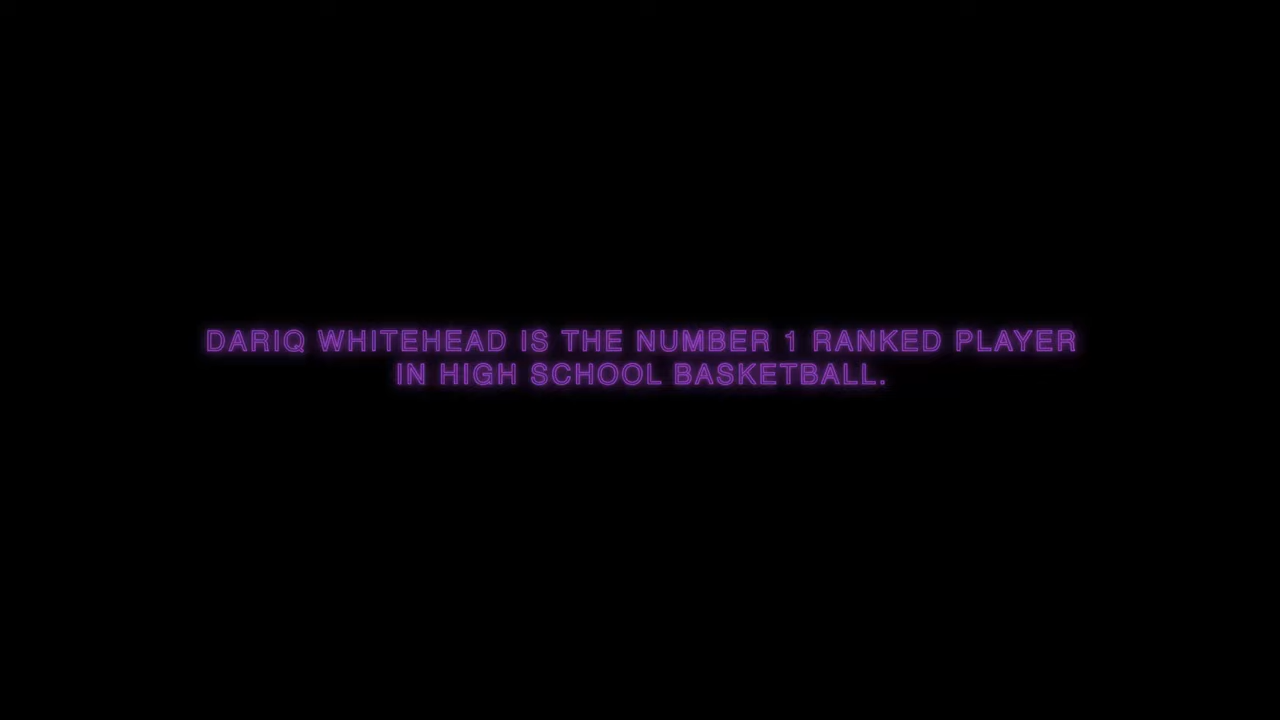 DARIQ WHITEHEAD IS THE NUMBER 1 RANKED PLAYER
IN HIGH SCHOOL BASKETBALL.